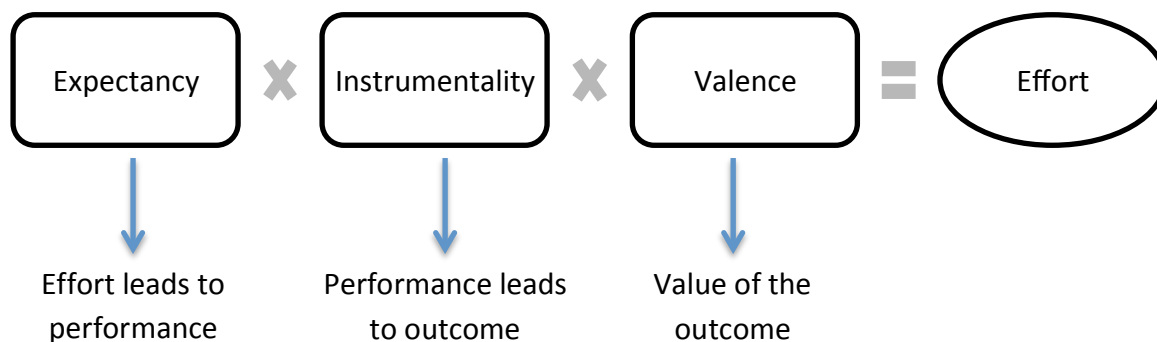 Expectancy
Instrumentality
Valence
Effort
Effort leads to
performance
Performance leads
to outcome
Value of the
outcome